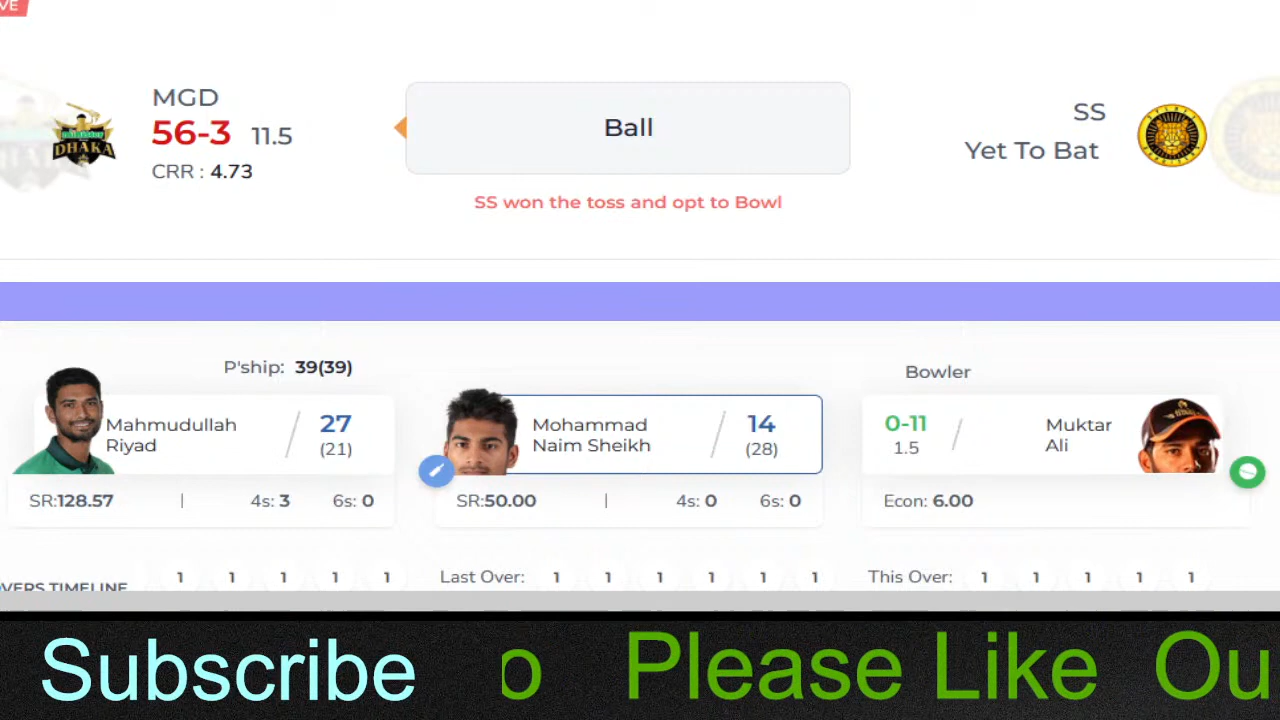 VE
MGD
56-3 11.5
CRR : 4.73
DHAKA
Ball
SS won the toss and opt to Bowl
SS
Yet To Bat
P'ship: 39(39)
Mahmudullah
Riyad
27
(21)
SR:128.57 | 4s: 3 6s: 0
Mohammad
Naim Sheikh
14
(28)
SR:50.00 | 4s: 0 6s: 0
Bowler
0-11
1.5
Muktar
Ali
Econ: 6.00
OVERS TIMELINE 1 1 1 1 1 Last Over: 1 1 1 1 1 1 This Over: 1 1 1 1 1
Subscribe o Please Like Ou